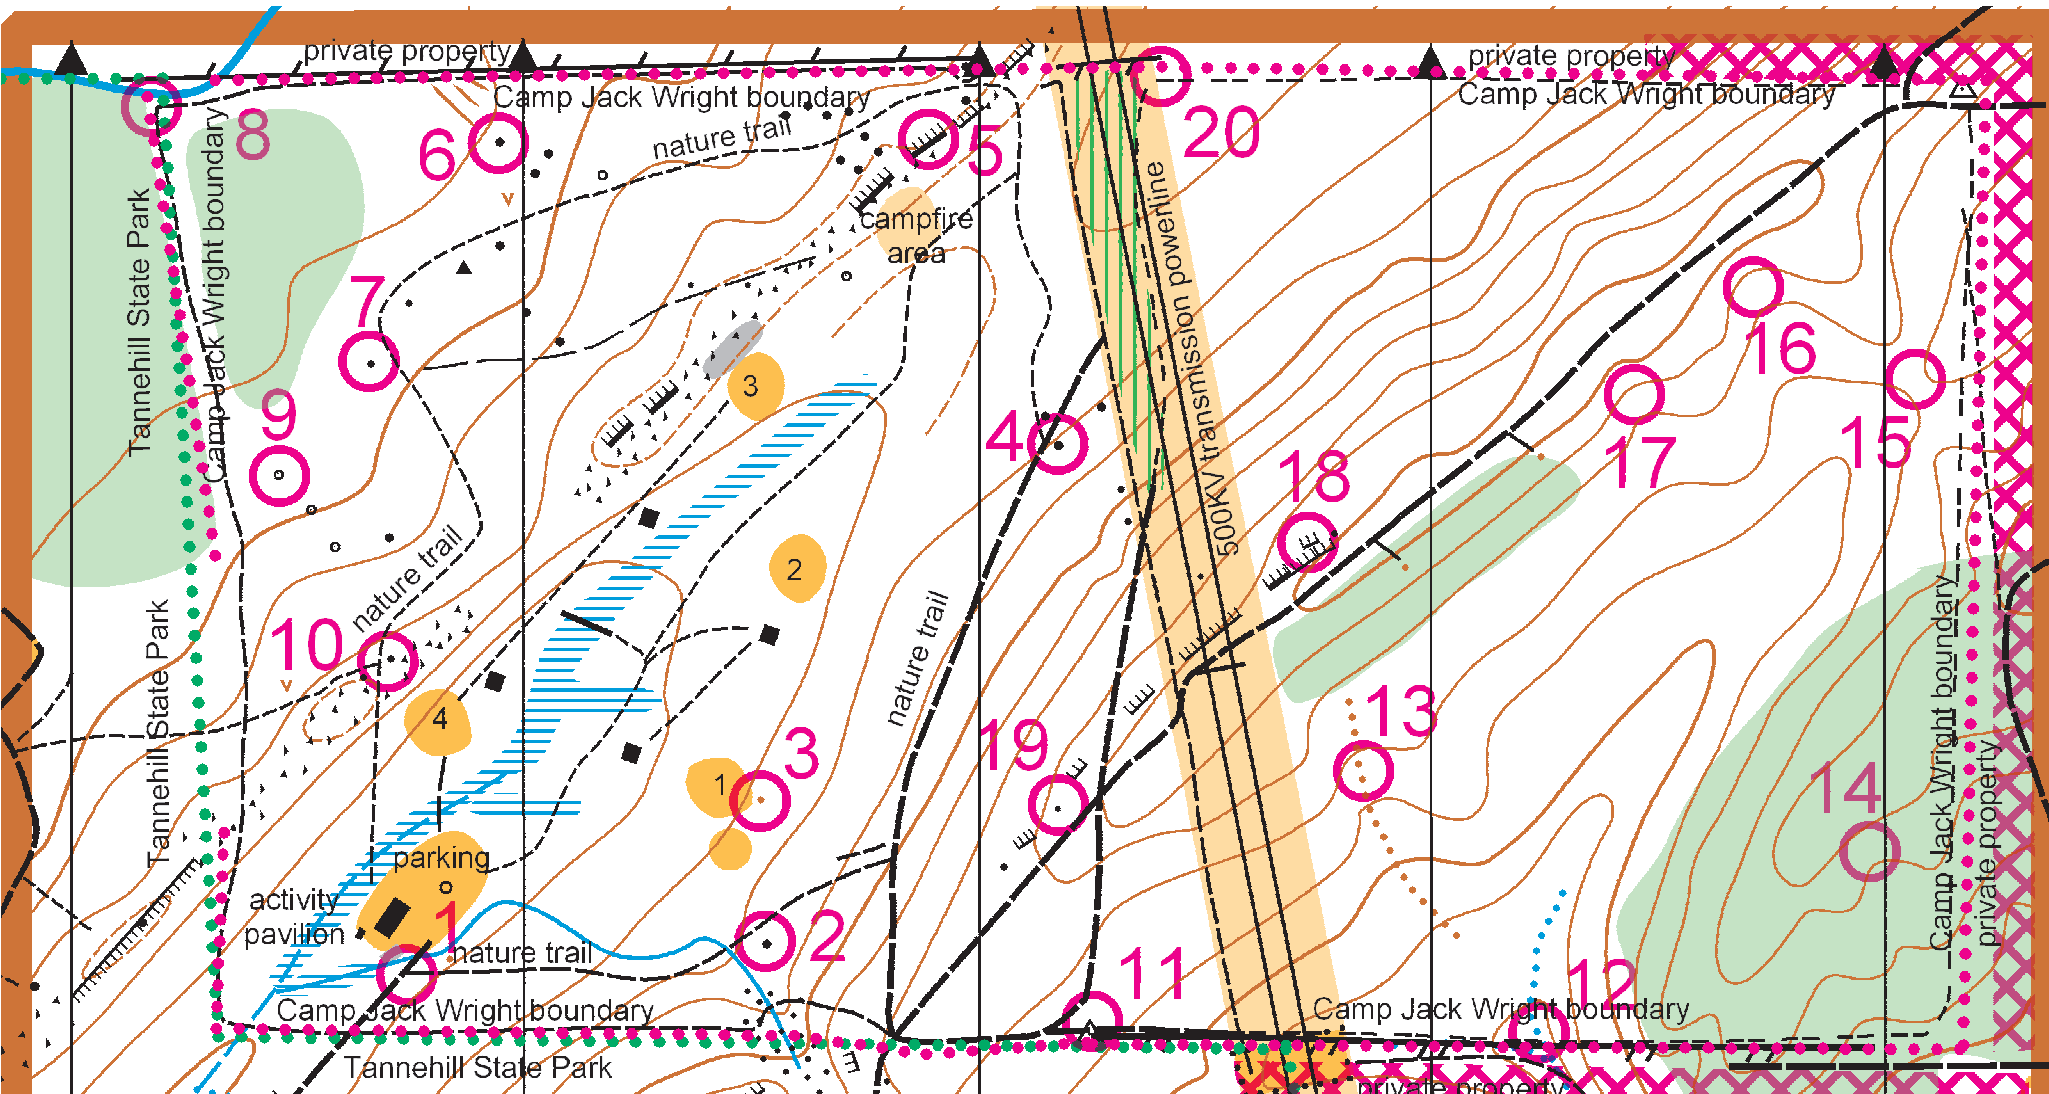 private property
private property
Camp Jack Wright boundary
Camp Jack Wright boundary
8
6
nature trail
5
20
Tannehill State Park
Camp Jack Wright boundary
campfire
area
500KV transmission powerline
7
16
3
9
4
15
17
18
2
nature trail
10
nature trail
Tannehill State Park
4
1
3
19
13
14
Camp Jack Wright boundary
private property
parking
activity
pavilion
1
nature trail
2
11
12
Camp Jack Wright boundary
Camp Jack Wright boundary
Tannehill State Park
private property